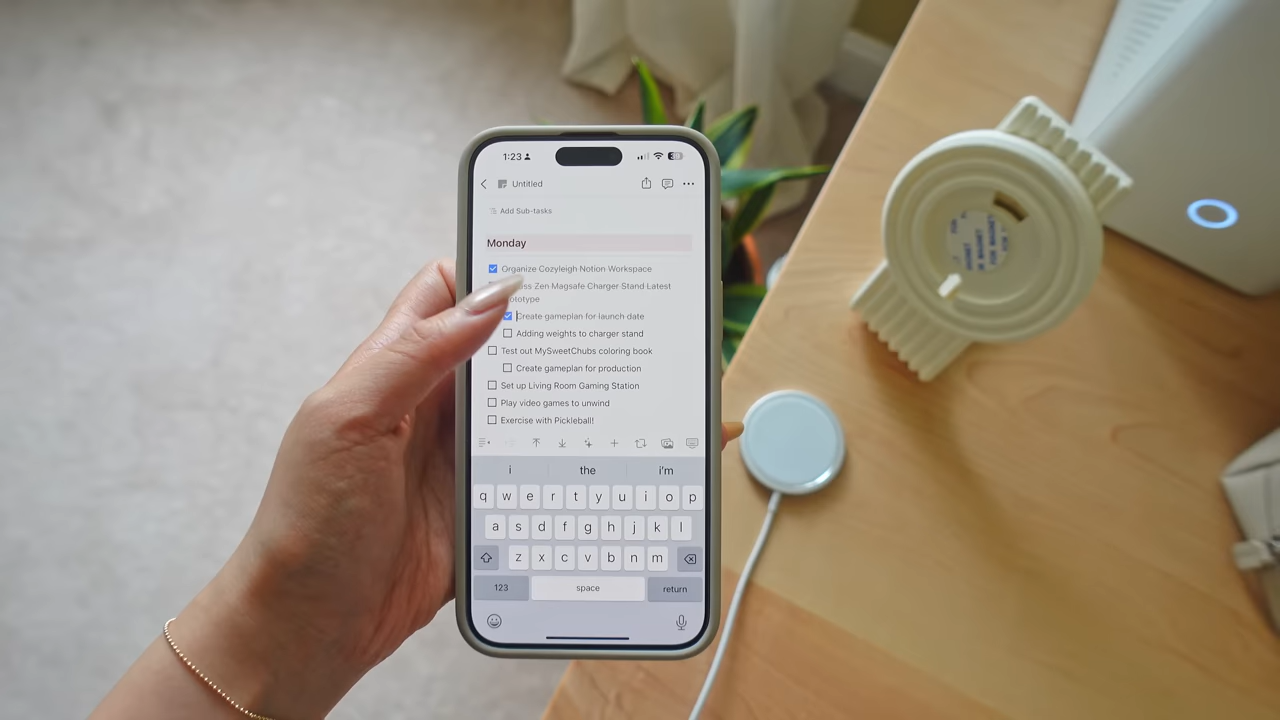 1:23
Untitled
Add Sub-tasks
Monday
Organize Cozyleigh Notion Workspace
Zen Magsafe Charger Stand Latest
Create gameplan for launch date
Adding weights to charger stand
Test out MySweetChubs coloring book
Create gameplan for production
Set up Living Room Gaming Station
Play video games to unwind
Exercise with Pickleball!
i the i'm
q w e r t y u i o p
a s d f g h j k l
z x c v b n m
123 space return
FOR MAGNET